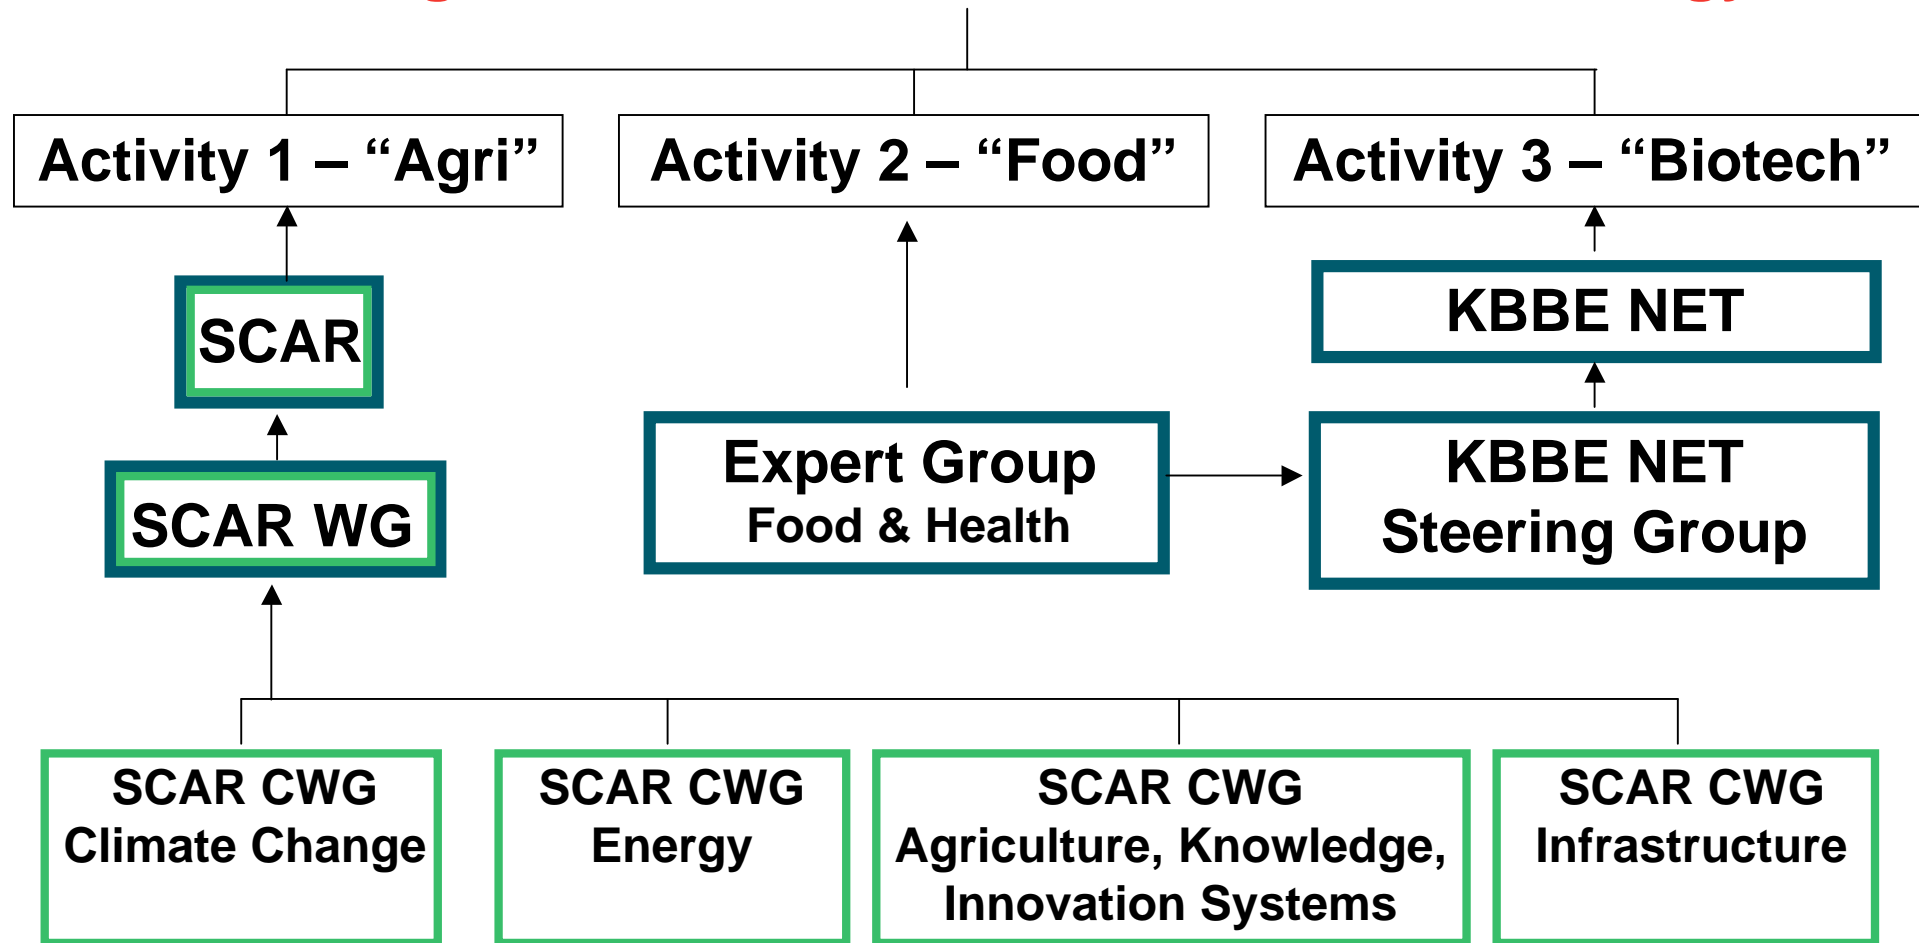 Activity 1 – “Agri”
Activity 2 – “Food”
Activity 3 – “Biotech”
SCAR
KBBE NET
SCAR WG
Expert Group
Food & Health
KBBE NET
Steering Group
SCAR CWG
Climate Change
SCAR CWG
Energy
SCAR CWG
Agriculture, Knowledge,
Innovation Systems
SCAR CWG
Infrastructure